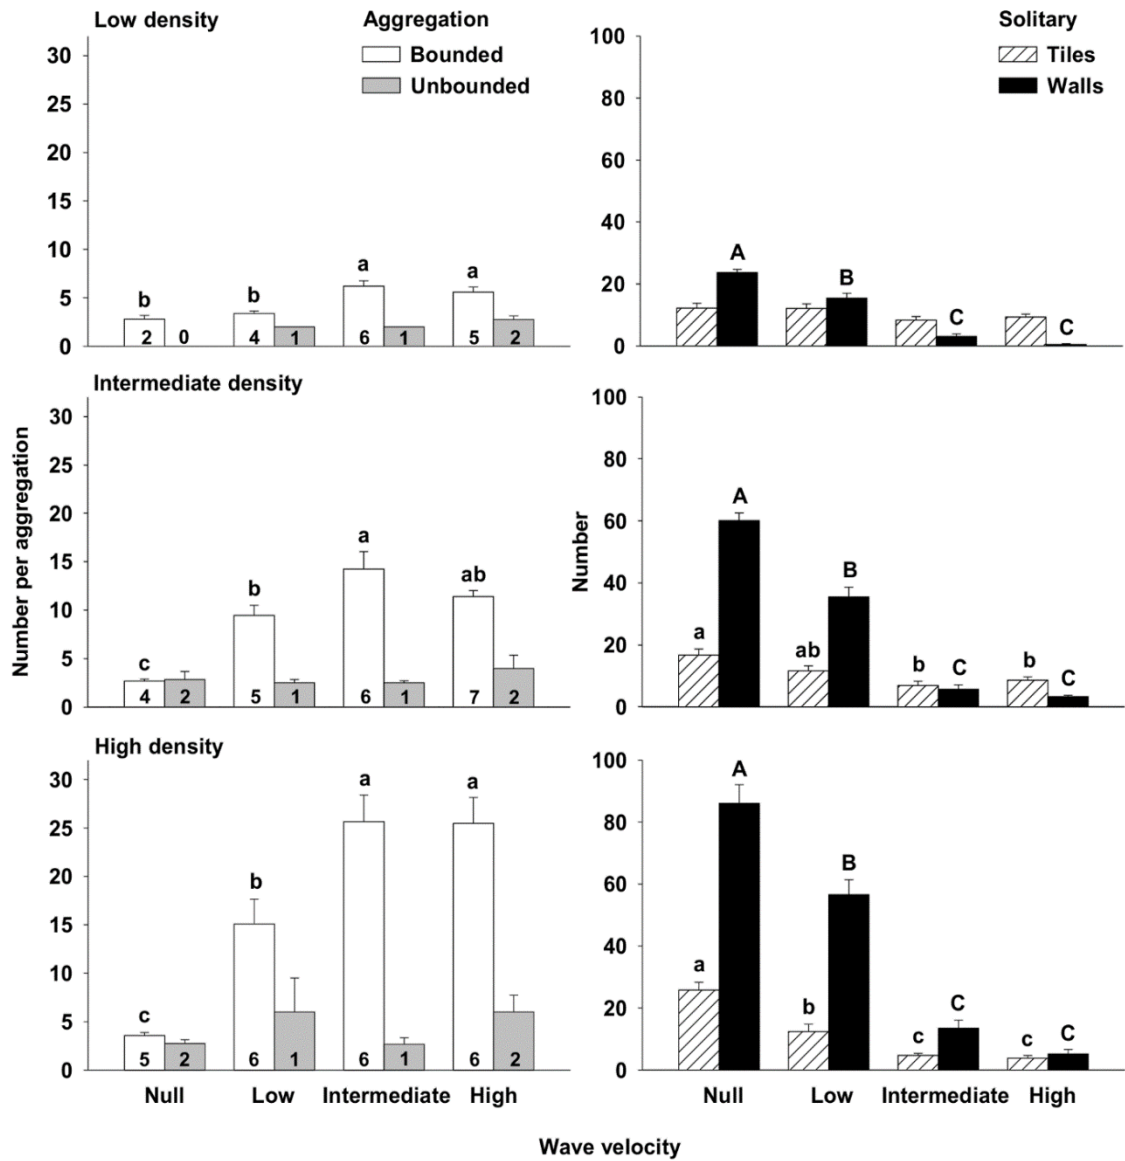 Low density
Aggregation
Bounded
Unbounded
30
25
20
15
10
5
0
b
b
a
a
2 0 4 1 6 1 5 2
Solitary
Tiles
Walls
100
80
60
40
20
0
A
B
C
C
Intermediate density
30
25
20
15
10
5
0
c
b
a
ab
4 2 5 1 6 1 7 2
100
80
60
40
20
0
a A
ab B
b C
b C
High density
30
25
20
15
10
5
0
c
b
a
a
5 2 6 1 6 1 6 2
Null Low Intermediate High
100
80
60
40
20
0
a A
b B
c C
c C
Null Low Intermediate High
Number per aggregation
Number
Wave velocity